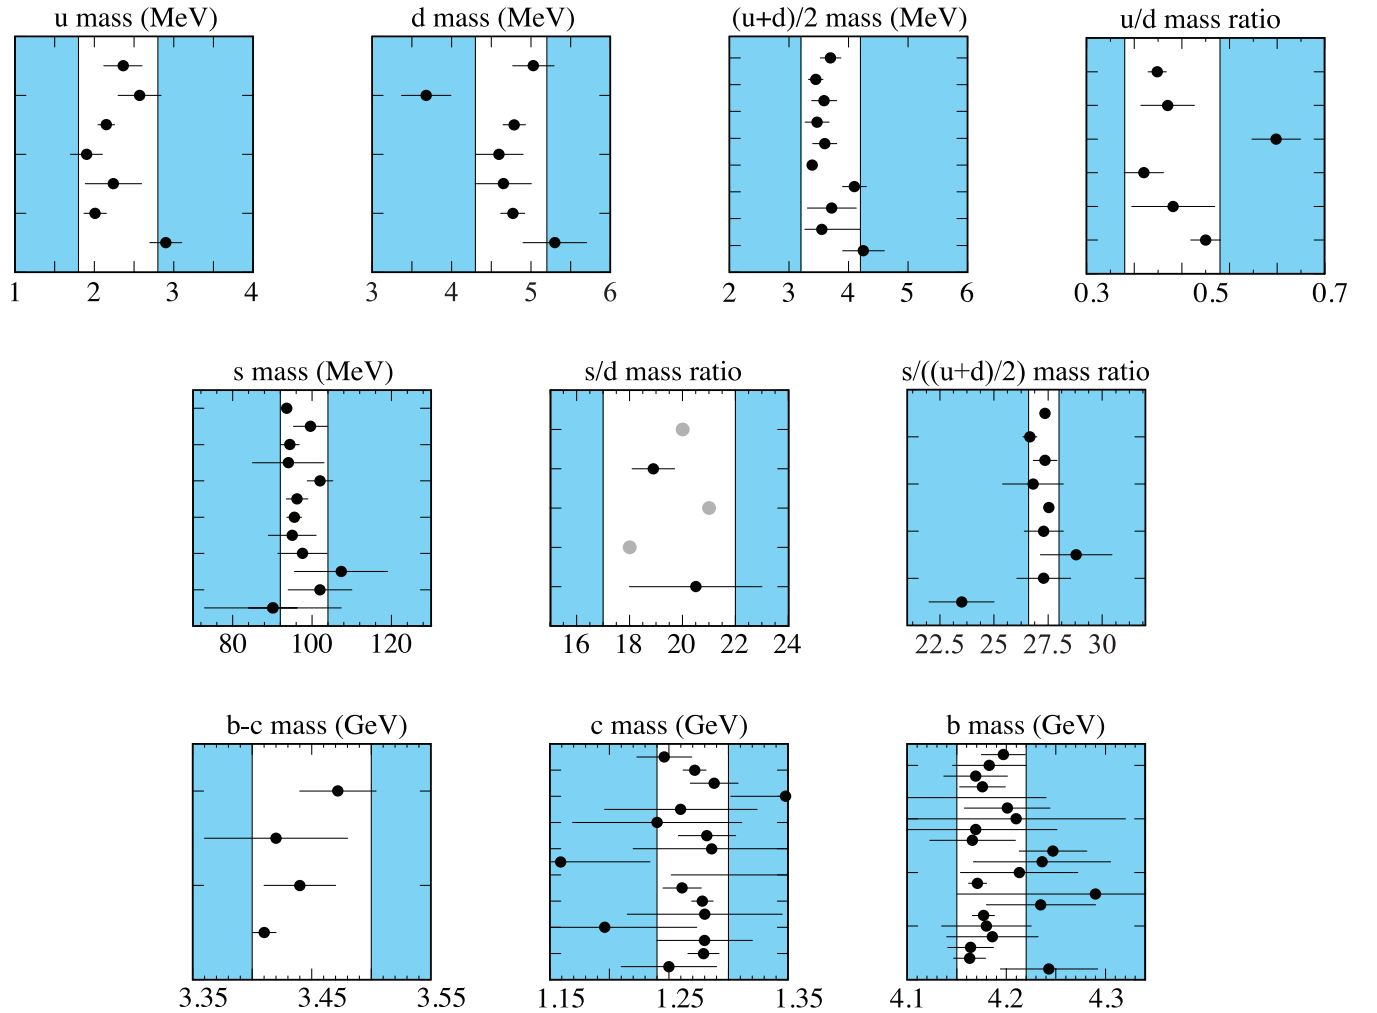 u mass (MeV) d mass (MeV) (u+d)/2 mass (MeV) u/d mass ratio
1 2 3 4 3 4 5 6 2 3 4 5 6 0.3 0.5 0.7
s mass (MeV) s/d mass ratio s/((u+d)/2) mass ratio
80 100 120 16 18 20 22 24 22.5 25 27.5 30
b-c mass (GeV) c mass (GeV) b mass (GeV)
3.35 3.45 3.55 1.15 1.25 1.35 4.1 4.2 4.3